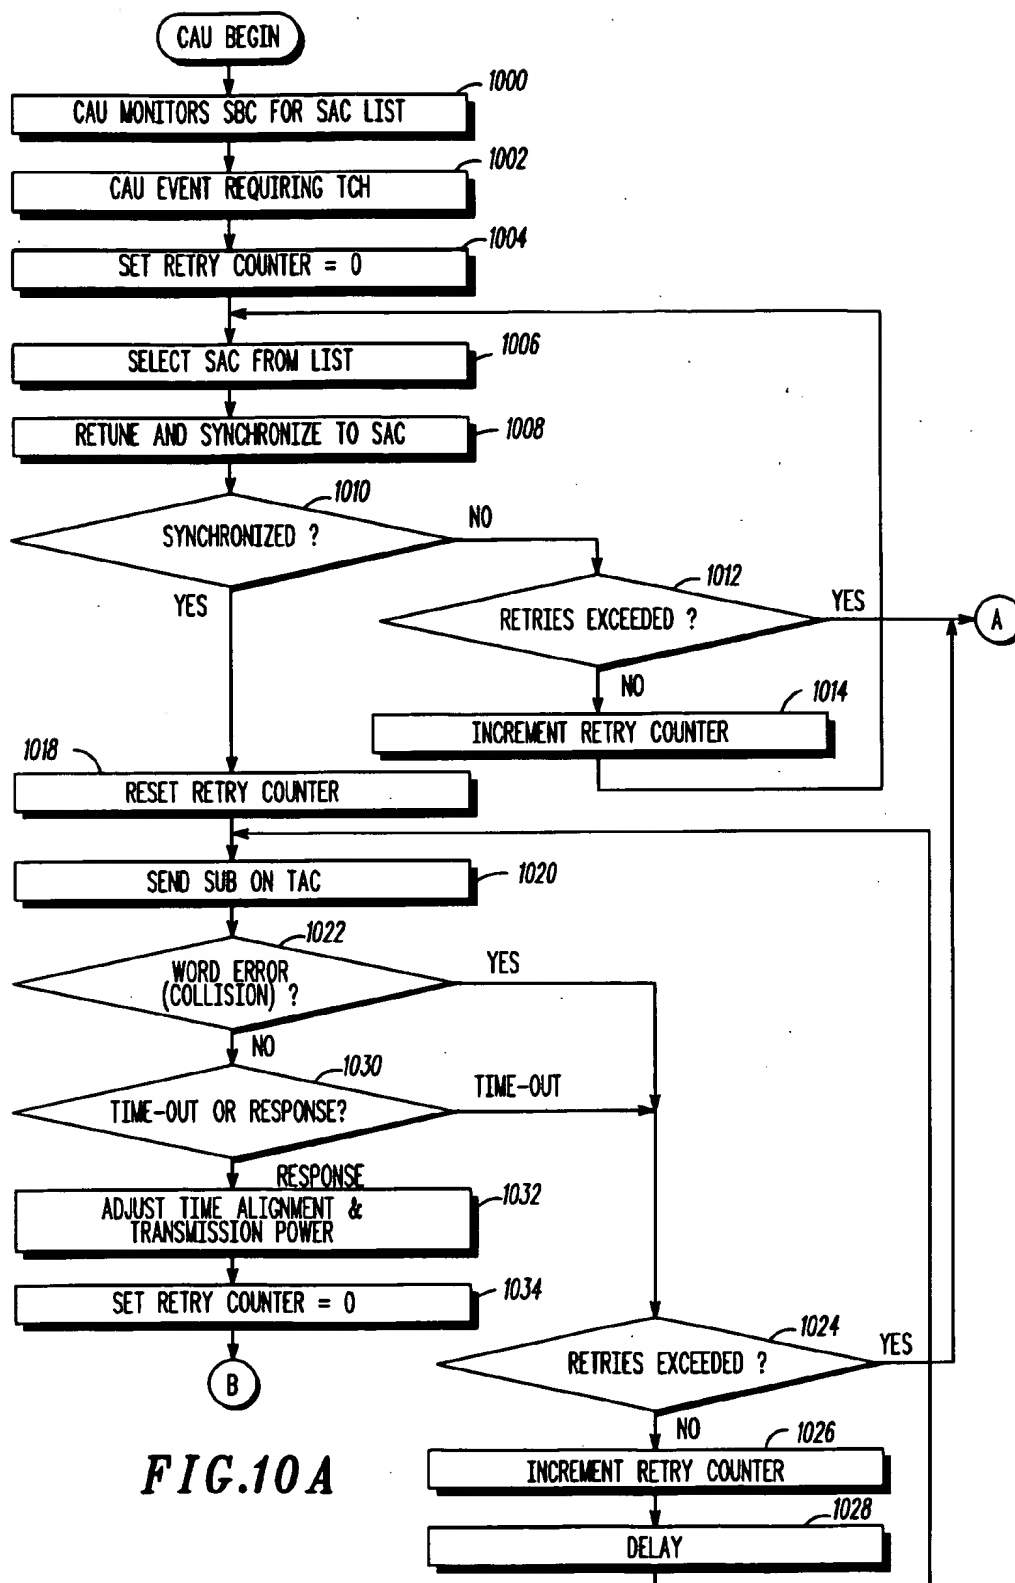 CAU BEGIN
1000
CAU MONITORS SBC FOR SAC LIST
1002
CAU EVENT REQUIRING TCH
1004
SET RETRY COUNTER = 0
SELECT SAC FROM LIST
1006
RETUNE AND SYNCHRONIZE TO SAC
1008
1010
SYNCHRONIZED ?
NO
YES
1012
RETRIES EXCEEDED ?
YES
A
NO
1014
INCREMENT RETRY COUNTER
1018
RESET RETRY COUNTER
SEND SUB ON TAC
1020
1022
WORD ERROR
(COLLISION) ?
YES
NO
1030
TIME-OUT OR RESPONSE?
TIME-OUT
RESPONSE
ADJUST TIME ALIGNMENT &
TRANSMISSION POWER
1032
SET RETRY COUNTER = 0
1034
B
1024
RETRIES EXCEEDED ?
YES
NO
1026
INCREMENT RETRY COUNTER
1028
DELAY
FIG.10A